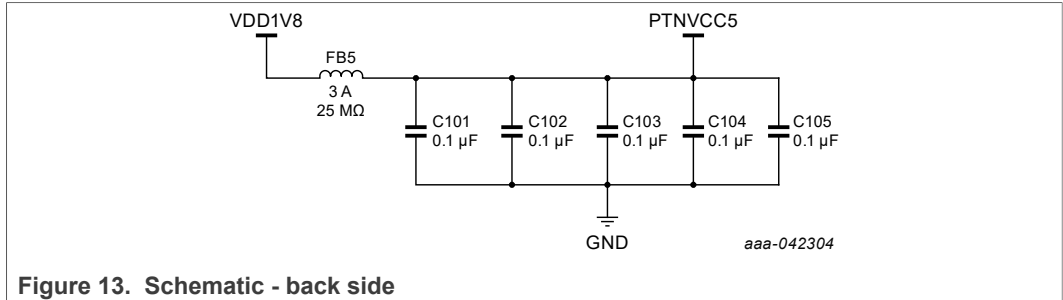 VDD1V8
PTNVCC5
FB5
3 A
25 MΩ
C101
0.1 µF
C102
0.1 µF
C103
0.1 µF
C104
0.1 µF
C105
0.1 µF
GND
aaa-042304
Figure 13. Schematic - back side